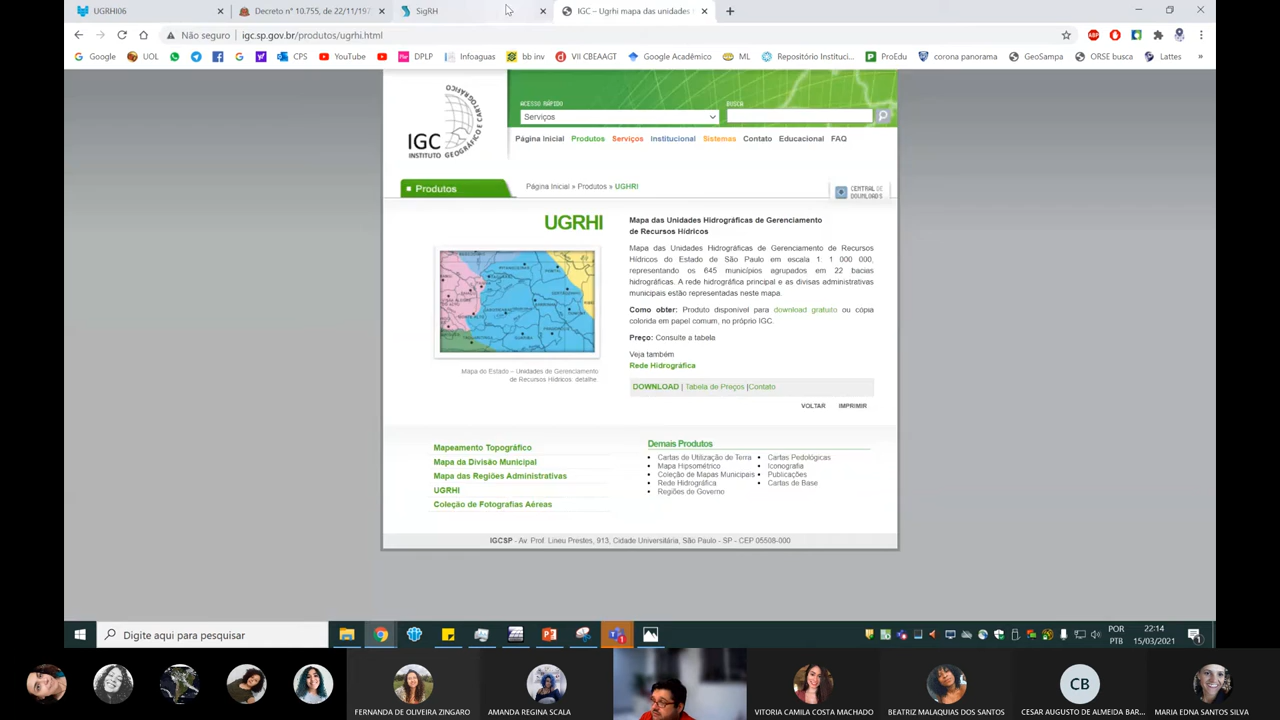 UGRHI06
Decreto n° 10.755, de 22/11/197
SigRH
IGC – Ugrhi mapa das unidades
Não seguro
igc.sp.gov.br/produtos/ugrhi.html
Google
UOL
CPS
YouTube
DPLP
Infoaguas
bb inv
VII CBEAAGT
Google Acadêmico
ML
Repositório Instituci...
ProEdu
corona panorama
GeoSampa
ORSE busca
Lattes
»
INSTITUTO GEOGRÁFICO E CARTOGRÁFICO
IGC
INSTITUTO
ACESSO RÁPIDO
Serviços
BUSCA
Página Inicial Produtos Serviços Institucional Sistemas Contato Educacional FAQ
Produtos
Página Inicial » Produtos » UGHRI
CENTRAL DE
DOWNLOADS
UGRHI
Mapa do Estado – Unidades de Gerenciamento
de Recursos Hídricos: detalhe.
Mapa das Unidades Hidrográficas de Gerenciamento
de Recursos Hídricos
Mapa das Unidades Hidrográficas de Gerenciamento de Recursos
Hídricos do Estado de São Paulo em escala 1: 1 000 000,
representando os 645 municípios agrupados em 22 bacias
hidrográficas. A rede hidrográfica principal e as divisas administrativas
municipais estão representadas neste mapa.
Como obter: Produto disponível para download gratuito ou cópia
colorida em papel comum, no próprio IGC.
Preço: Consulte a tabela
Veja também
Rede Hidrográfica
DOWNLOAD | Tabela de Preços |Contato
VOLTAR IMPRIMIR
Mapeamento Topográfico
Mapa da Divisão Municipal
Mapa das Regiões Administrativas
UGRHI
Coleção de Fotografias Aéreas
Demais Produtos
Cartas de Utilização de Terra
Mapa Hipsométrico
Coleção de Mapas Municipais
Rede Hidrográfica
Regiões de Governo
Cartas Pedológicas
Iconografia
Publicações
Cartas de Base
IGCSP - Av. Prof. Lineu Prestes, 913, Cidade Universitária, São Paulo - SP - CEP 05508-000
Digite aqui para pesquisar
POR
PTB
22:14
15/03/2021
FERNANDA DE OLIVEIRA ZINGARO
AMANDA REGINA SCALA
VITORIA CAMILA COSTA MACHADO
BEATRIZ MALAQUIAS DOS SANTOS
CB
CESAR AUGUSTO DE ALMEIDA BAR...
MARIA EDNA SANTOS SILVA